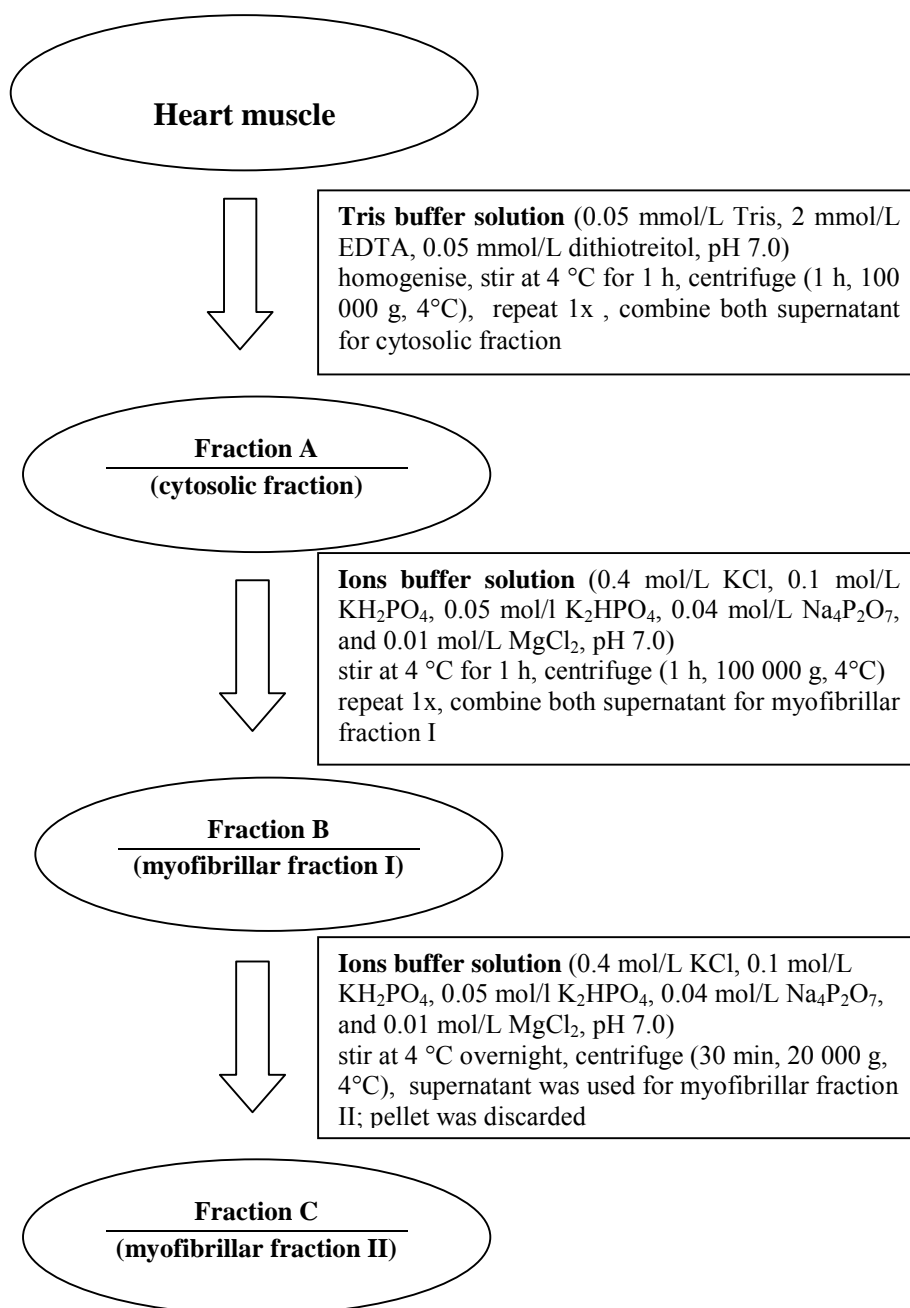 Heart muscle
Tris buffer solution (0.05 mmol/L Tris, 2 mmol/L
EDTA, 0.05 mmol/L dithiotreitol, pH 7.0)
homogenise, stir at 4 °C for 1 h, centrifuge (1 h, 100
000 g, 4°C), repeat 1x , combine both supernatant
for cytosolic fraction
Fraction A
(cytosolic fraction)
Ions buffer solution (0.4 mol/L KCl, 0.1 mol/L
KH₂PO₄, 0.05 mol/l K₂HPO₄, 0.04 mol/L Na₄P₂O₇,
and 0.01 mol/L MgCl₂, pH 7.0)
stir at 4 °C for 1 h, centrifuge (1 h, 100 000 g, 4°C)
repeat 1x, combine both supernatant for myofibrillar
fraction I
Fraction B
(myofibrillar fraction I)
Ions buffer solution (0.4 mol/L KCl, 0.1 mol/L
KH₂PO₄, 0.05 mol/l K₂HPO₄, 0.04 mol/L Na₄P₂O₇,
and 0.01 mol/L MgCl₂, pH 7.0)
stir at 4 °C overnight, centrifuge (30 min, 20 000 g,
4°C), supernatant was used for myofibrillar fraction
II; pellet was discarded
Fraction C
(myofibrillar fraction II)